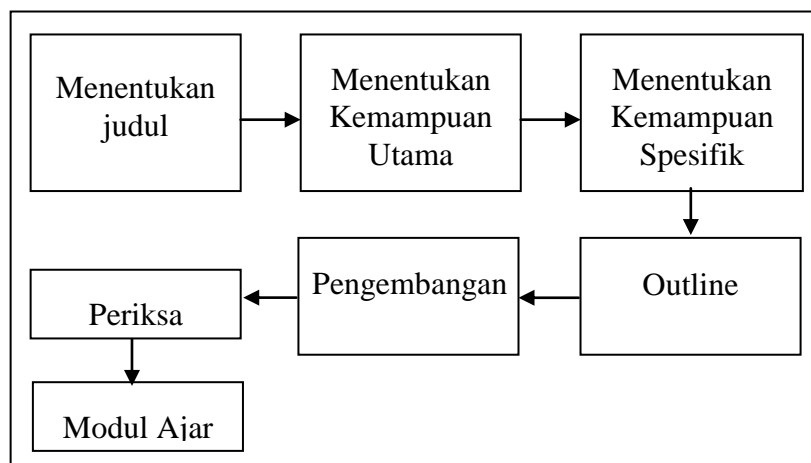 Menentukan
judul
Menentukan
Kemampuan
Utama
Menentukan
Kemampuan
Spesifik
Outline
Pengembangan
Periksa
Modul Ajar